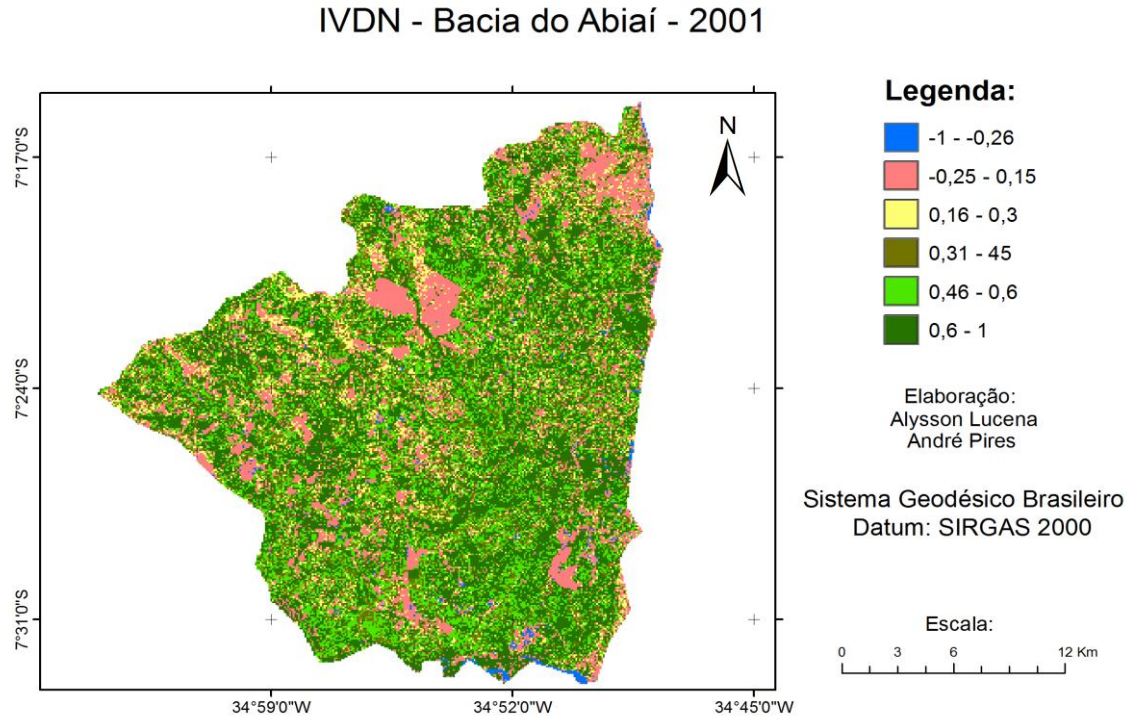 IVDN - Bacia do Abiaí - 2001
Legenda:
-1 - -0,26
-0,25 - 0,15
0,16 - 0,3
0,31 - 45
0,46 - 0,6
0,6 - 1
N
7°17'0"S
7°24'0"S
7°31'0"S
34°59'0"W
34°52'0"W
34°45'0"W
Elaboração:
Alysson Lucena
André Pires
Sistema Geodésico Brasileiro
Datum: SIRGAS 2000
Escala:
0 3 6 12 Km